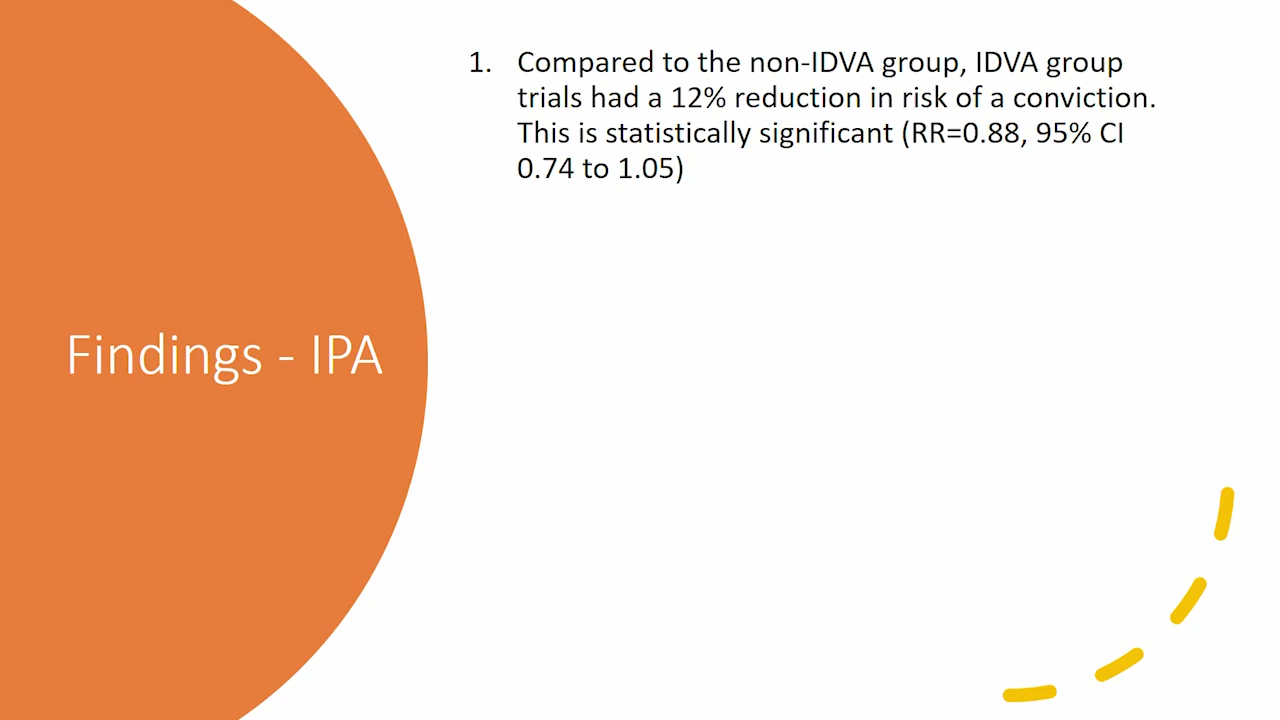 Findings - IPA
1. Compared to the non-IDVA group, IDVA group
trials had a 12% reduction in risk of a conviction.
This is statistically significant (RR=0.88, 95% CI
0.74 to 1.05)